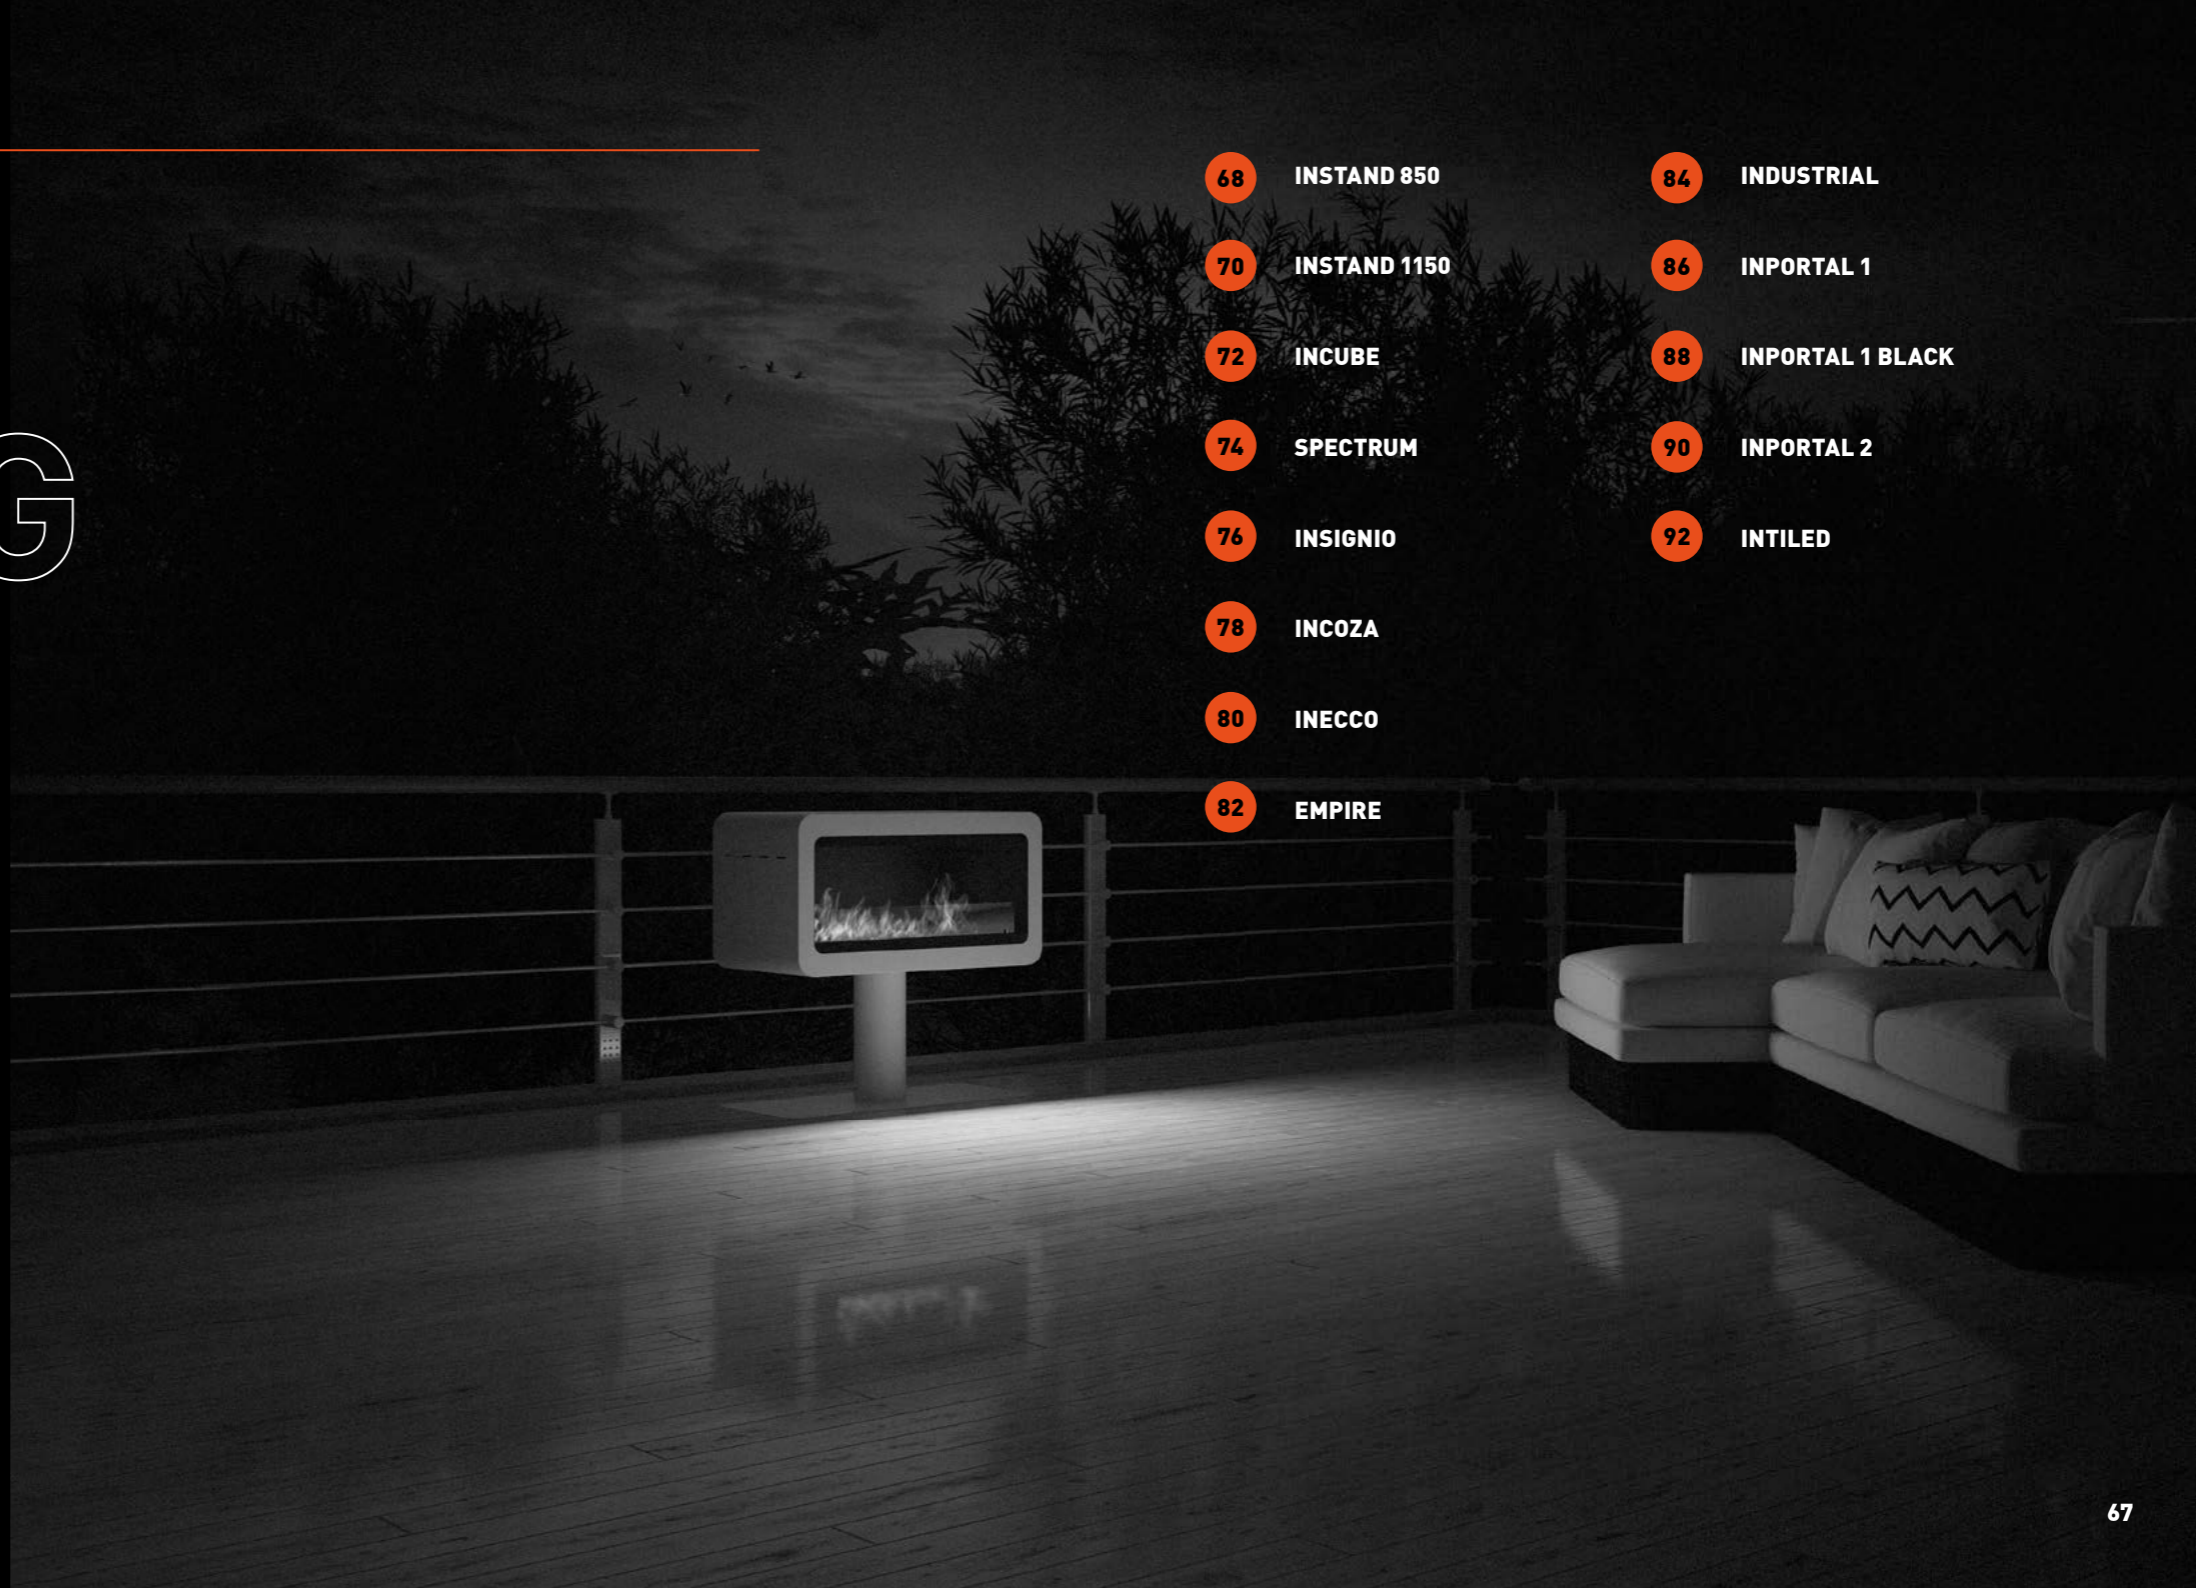 G
68 INSTAND 850
70 INSTAND 1150
72 INCUBE
74 SPECTRUM
76 INSIGNIO
78 INCOZA
80 INECCO
82 EMPIRE
84 INDUSTRIAL
86 INPORTAL 1
88 INPORTAL 1 BLACK
90 INPORTAL 2
92 INTILED
67